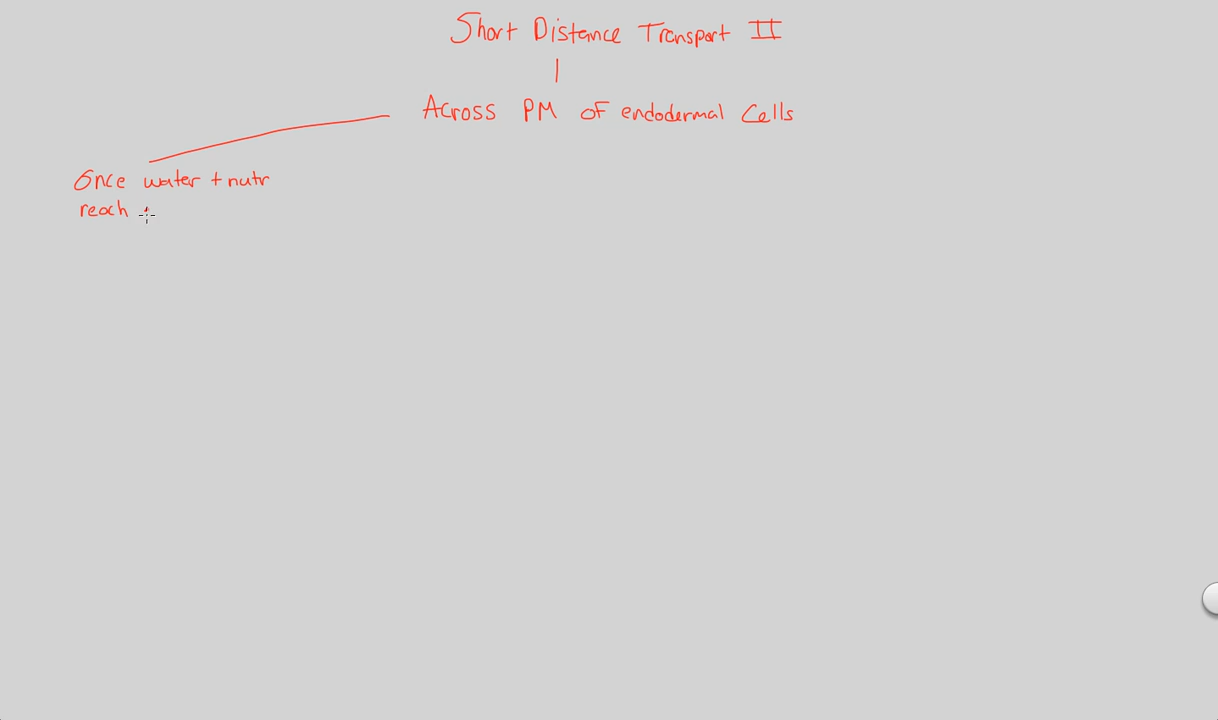 Short Distance Transport II
Across PM of endodermal Cells
Once water + nutr
reach